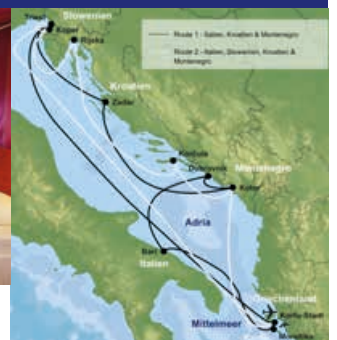 Route 1 - Italien, Kroatien & Montenegro
Route 2 - Italien, Slowenien, Kroatien &
Montenegro
Slowenien
Triest
Koper
Rijeka
Kroatien
Zadar
Korčula
Dubrovnik
Montenegro
Kotor
Adria
Bari
Italien
Griechenland
Korfu-Stadt
Mittelmeer